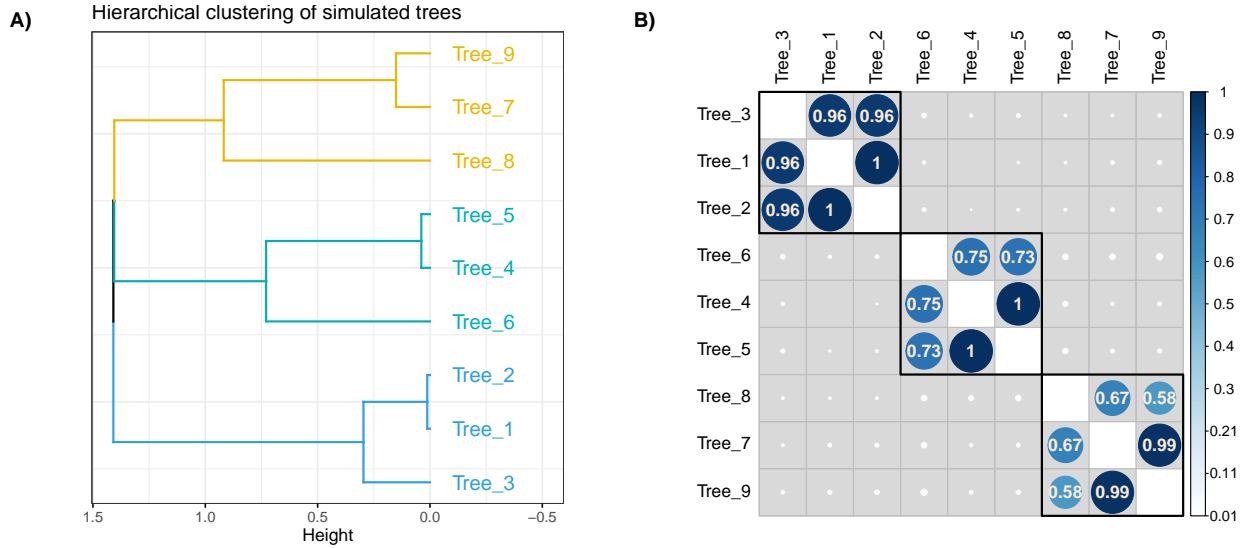 A)
Hierarchical clustering of simulated trees
Tree_9
Tree_7
Tree_8
Tree_5
Tree_4
Tree_6
Tree_2
Tree_1
Tree_3
1.5 1.0 0.5 0.0 −0.5
Height
B)
Tree_3 Tree_1 Tree_2 Tree_6 Tree_4 Tree_5 Tree_8 Tree_7 Tree_9
Tree_3 0.96 0.96
Tree_1 0.96 1
Tree_2 0.96 1
Tree_6 0.75 0.73
Tree_4 0.75 1
Tree_5 0.73 1
Tree_8 0.67 0.58
Tree_7 0.67 0.99
Tree_9 0.58 0.99
1
0.9
0.8
0.7
0.6
0.5
0.4
0.3
0.21
0.11
0.01